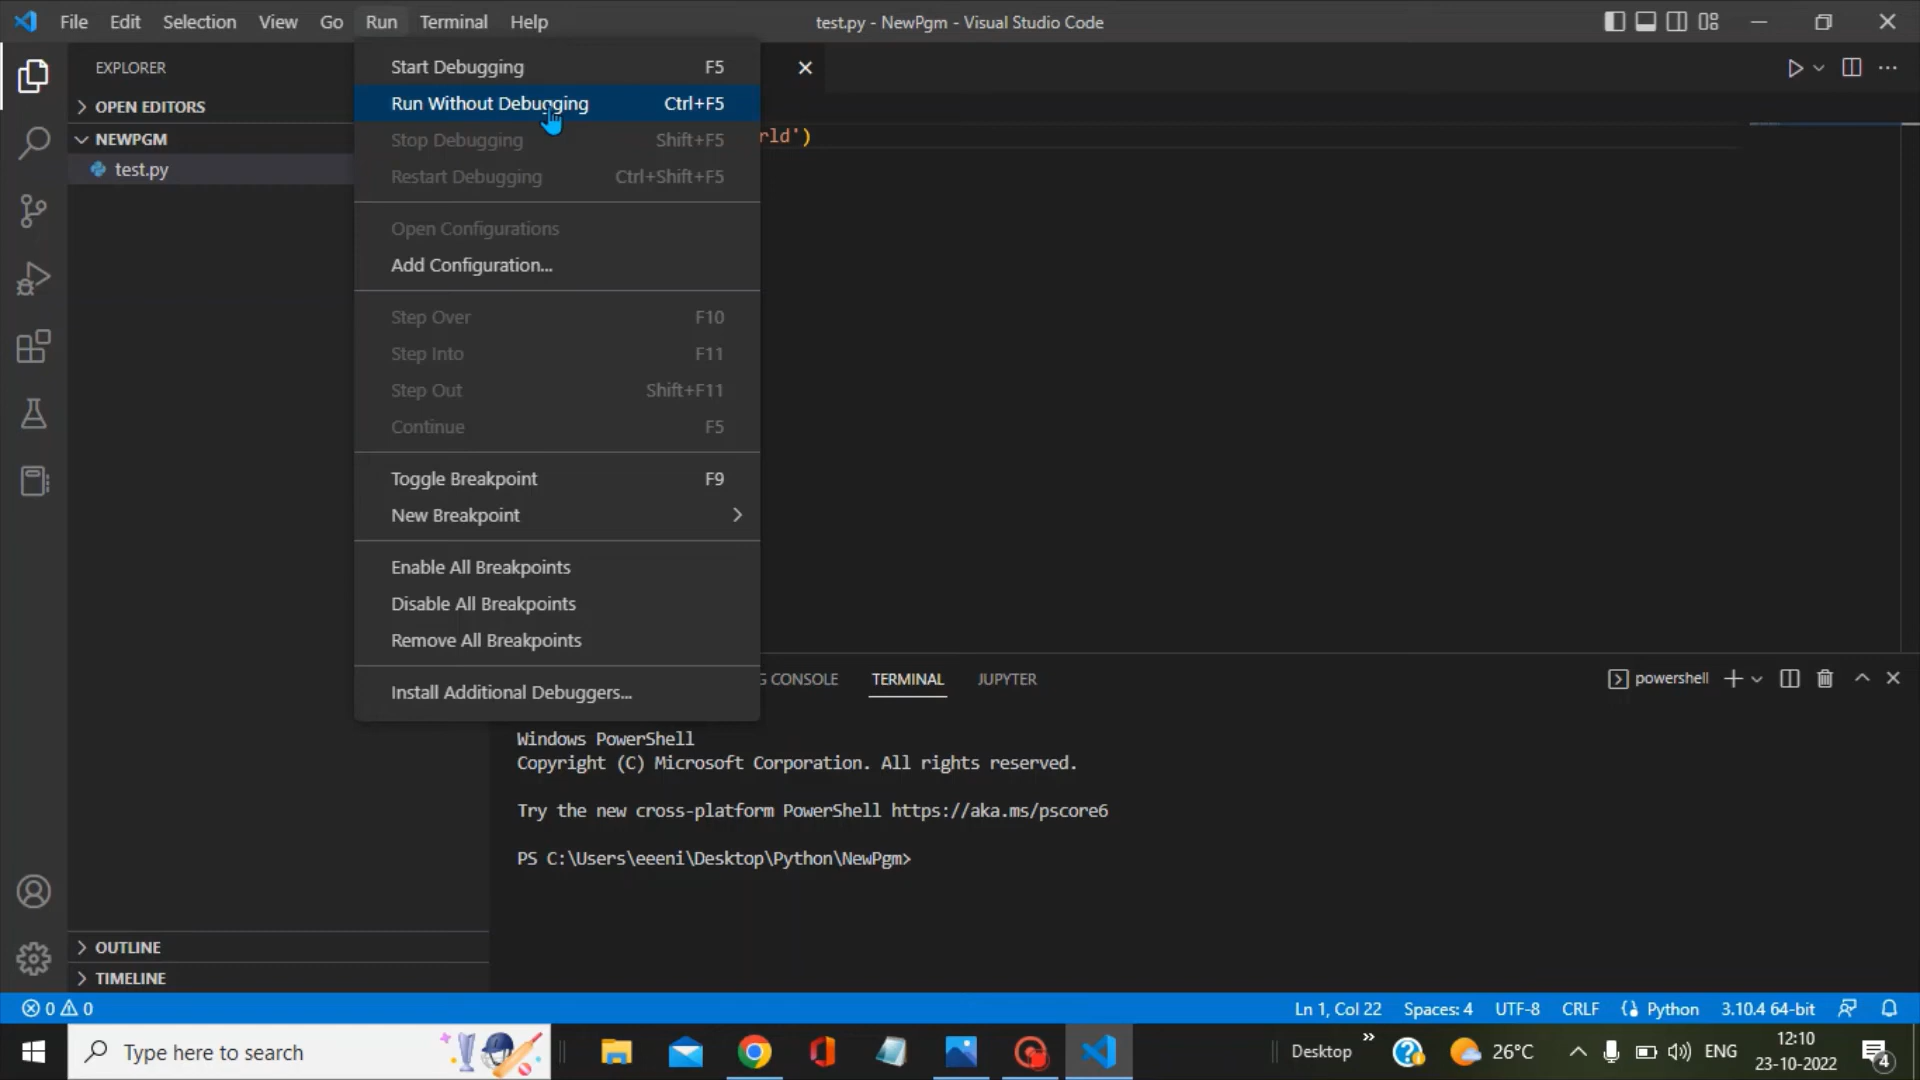 File Edit Selection View Go Run Terminal Help
test.py - NewPgm - Visual Studio Code
EXPLORER
OPEN EDITORS
NEWPGM
test.py
Start Debugging F5
Run Without Debugging Ctrl+F5
Stop Debugging Shift+F5
Restart Debugging Ctrl+Shift+F5
Open Configurations
Add Configuration...
Step Over F10
Step Into F11
Step Out Shift+F11
Continue F5
Toggle Breakpoint F9
New Breakpoint
Enable All Breakpoints
Disable All Breakpoints
Remove All Breakpoints
Install Additional Debuggers...
rld')
G CONSOLE TERMINAL JUPYTER
powershell
Windows PowerShell
Copyright (C) Microsoft Corporation. All rights reserved.
Try the new cross-platform PowerShell https://aka.ms/pscore6
PS C:\Users\eeeni\Desktop\Python\NewPgm>
OUTLINE
TIMELINE
0 0
Ln 1, Col 22 Spaces: 4 UTF-8 CRLF Python 3.10.4 64-bit
Type here to search
Desktop
26°C
ENG
12:10
23-10-2022
4